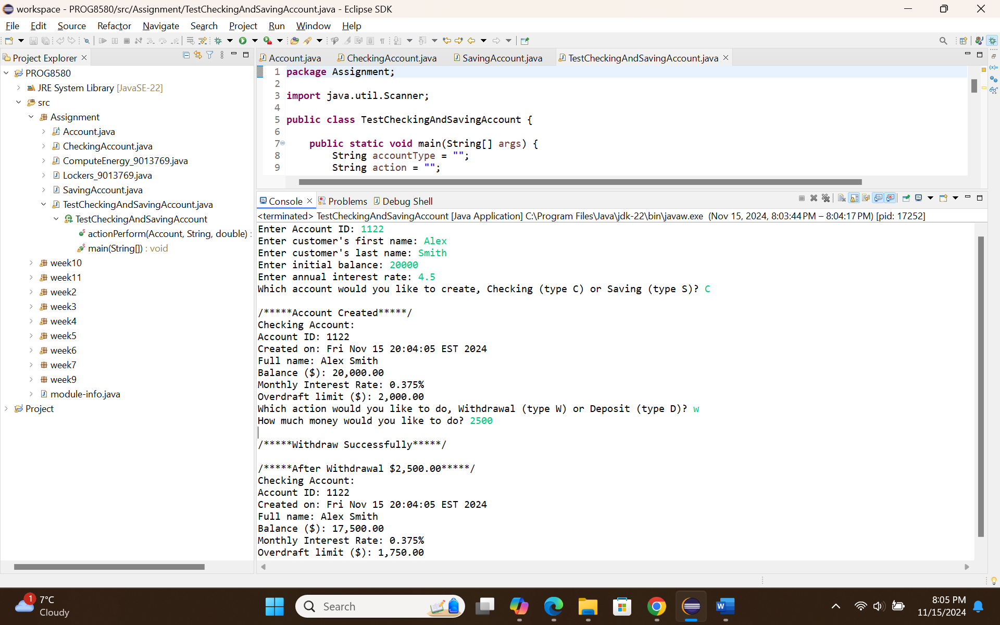 workspace - PROG8580/src/Assignment/TestCheckingAndSavingAccount.java - Eclipse SDK
File Edit Source Refactor Navigate Search Project Run Window Help
Project Explorer
PROG8580
JRE System Library [JavaSE-22]
src
Assignment
Account.java
CheckingAccount.java
ComputeEnergy_9013769.java
Lockers_9013769.java
SavingAccount.java
TestCheckingAndSavingAccount.java
TestCheckingAndSavingAccount
actionPerform(Account, String, double) :
main(String[]) : void
week10
week11
week2
week3
week4
week5
week6
week7
week9
module-info.java
Project
Account.java CheckingAccount.java SavingAccount.java TestCheckingAndSavingAccount.java
1 package Assignment;
2
3 import java.util.Scanner;
4
5 public class TestCheckingAndSavingAccount {
6
7 public static void main(String[] args) {
8 String accountType = "";
9 String action = "";
Console Problems Debug Shell
<terminated> TestCheckingAndSavingAccount [Java Application] C:\Program Files\Java\jdk-22\bin\javaw.exe (Nov 15, 2024, 8:03:44 PM – 8:04:17 PM) [pid: 17252]
Enter Account ID: 1122
Enter customer's first name: Alex
Enter customer's last name: Smith
Enter initial balance: 20000
Enter annual interest rate: 4.5
Which account would you like to create, Checking (type C) or Saving (type S)? C
/*****Account Created*****/
Checking Account:
Account ID: 1122
Created on: Fri Nov 15 20:04:05 EST 2024
Full name: Alex Smith
Balance ($): 20,000.00
Monthly Interest Rate: 0.375%
Overdraft limit ($): 2,000.00
Which action would you like to do, Withdrawal (type W) or Deposit (type D)? w
How much money would you like to do? 2500
/*****Withdraw Successfully*****/
/*****After Withdrawal $2,500.00*****/
Checking Account:
Account ID: 1122
Created on: Fri Nov 15 20:04:05 EST 2024
Full name: Alex Smith
Balance ($): 17,500.00
Monthly Interest Rate: 0.375%
Overdraft limit ($): 1,750.00
1
7°C
Cloudy
Search
8:05 PM
11/15/2024